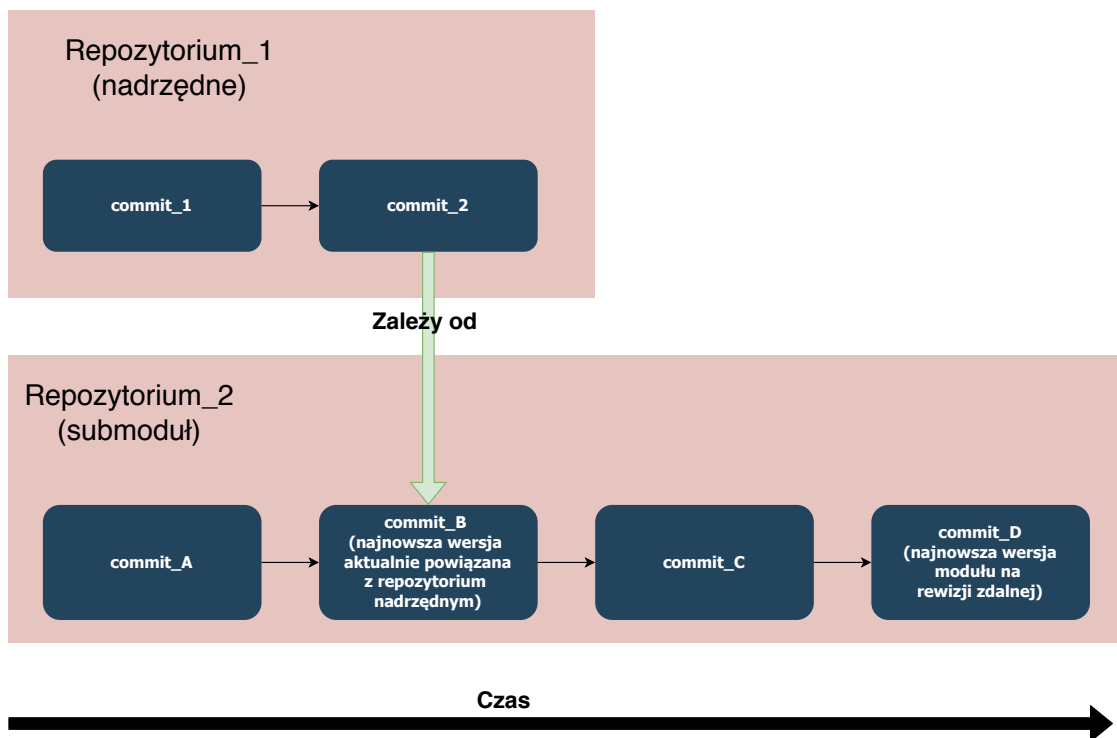 Repozytorium_1
(nadrzędne)
commit_1
commit_2
Zależy od
Repozytorium_2
(submoduł)
commit_A
commit_B
(najnowsza wersja
aktualnie powiązana
z repozytorium
nadrzędnym)
commit_C
commit_D
(najnowsza wersja
modułu na
rewizji zdalnej)
Czas